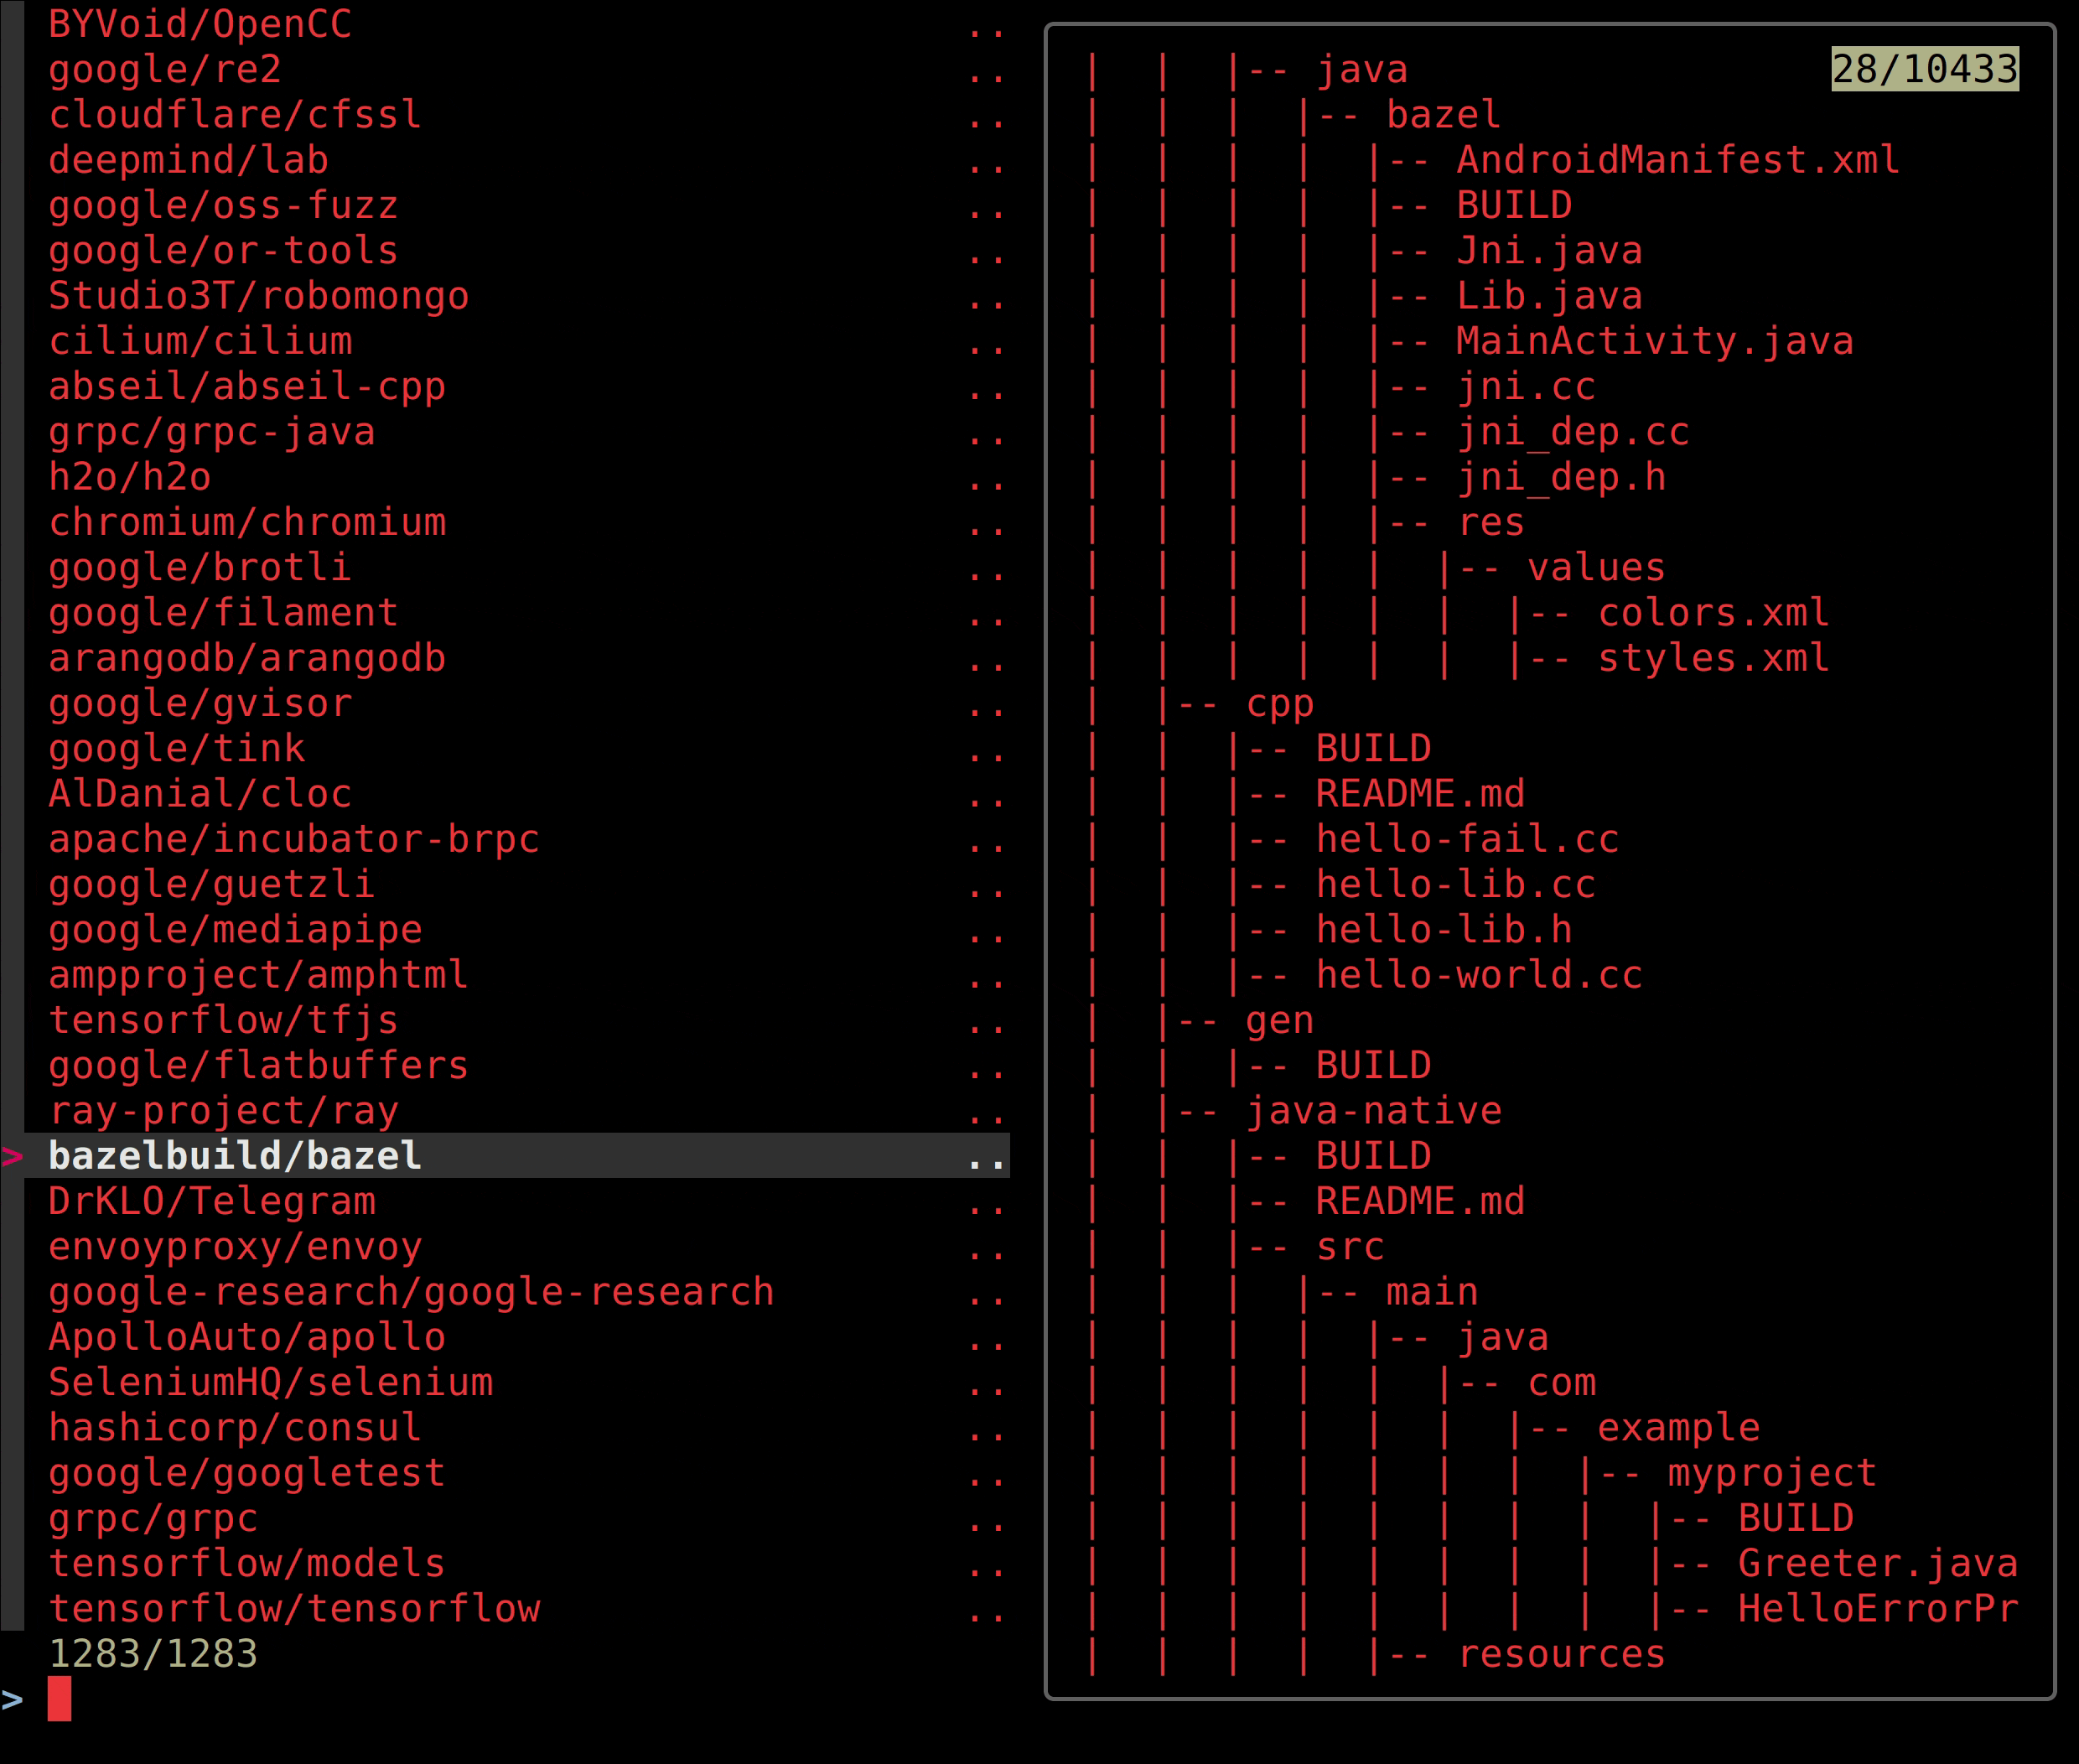 BYVoid/OpenCC ..
google/re2 ..
cloudflare/cfssl ..
deepmind/lab ..
google/oss-fuzz ..
google/or-tools ..
Studio3T/robomongo ..
cilium/cilium ..
abseil/abseil-cpp ..
grpc/grpc-java ..
h2o/h2o ..
chromium/chromium ..
google/brotli ..
google/filament ..
arangodb/arangodb ..
google/gvisor ..
google/tink ..
AlDanial/cloc ..
apache/incubator-brpc ..
google/guetzli ..
google/mediapipe ..
ampproject/amphtml ..
tensorflow/tfjs ..
google/flatbuffers ..
ray-project/ray ..
> bazelbuild/bazel ..
DrKLO/Telegram ..
envoyproxy/envoy ..
google-research/google-research ..
ApolloAuto/apollo ..
SeleniumHQ/selenium ..
hashicorp/consul ..
google/googletest ..
grpc/grpc ..
tensorflow/models ..
tensorflow/tensorflow ..
1283/1283
>
|  |  |-- java 28/10433
|  |  |  |-- bazel
|  |  |  |  |-- AndroidManifest.xml
|  |  |  |  |-- BUILD
|  |  |  |  |-- Jni.java
|  |  |  |  |-- Lib.java
|  |  |  |  |-- MainActivity.java
|  |  |  |  |-- jni.cc
|  |  |  |  |-- jni_dep.cc
|  |  |  |  |-- jni_dep.h
|  |  |  |  |-- res
|  |  |  |  |  |-- values
|  |  |  |  |  |  |-- colors.xml
|  |  |  |  |  |  |-- styles.xml
|  |-- cpp
|  |  |-- BUILD
|  |  |-- README.md
|  |  |-- hello-fail.cc
|  |  |-- hello-lib.cc
|  |  |-- hello-lib.h
|  |  |-- hello-world.cc
|  |-- gen
|  |  |-- BUILD
|  |-- java-native
|  |  |-- BUILD
|  |  |-- README.md
|  |  |-- src
|  |  |  |-- main
|  |  |  |  |-- java
|  |  |  |  |  |-- com
|  |  |  |  |  |  |-- example
|  |  |  |  |  |  |  |-- myproject
|  |  |  |  |  |  |  |  |-- BUILD
|  |  |  |  |  |  |  |  |-- Greeter.java
|  |  |  |  |  |  |  |  |-- HelloErrorPr
|  |  |  |  |-- resources